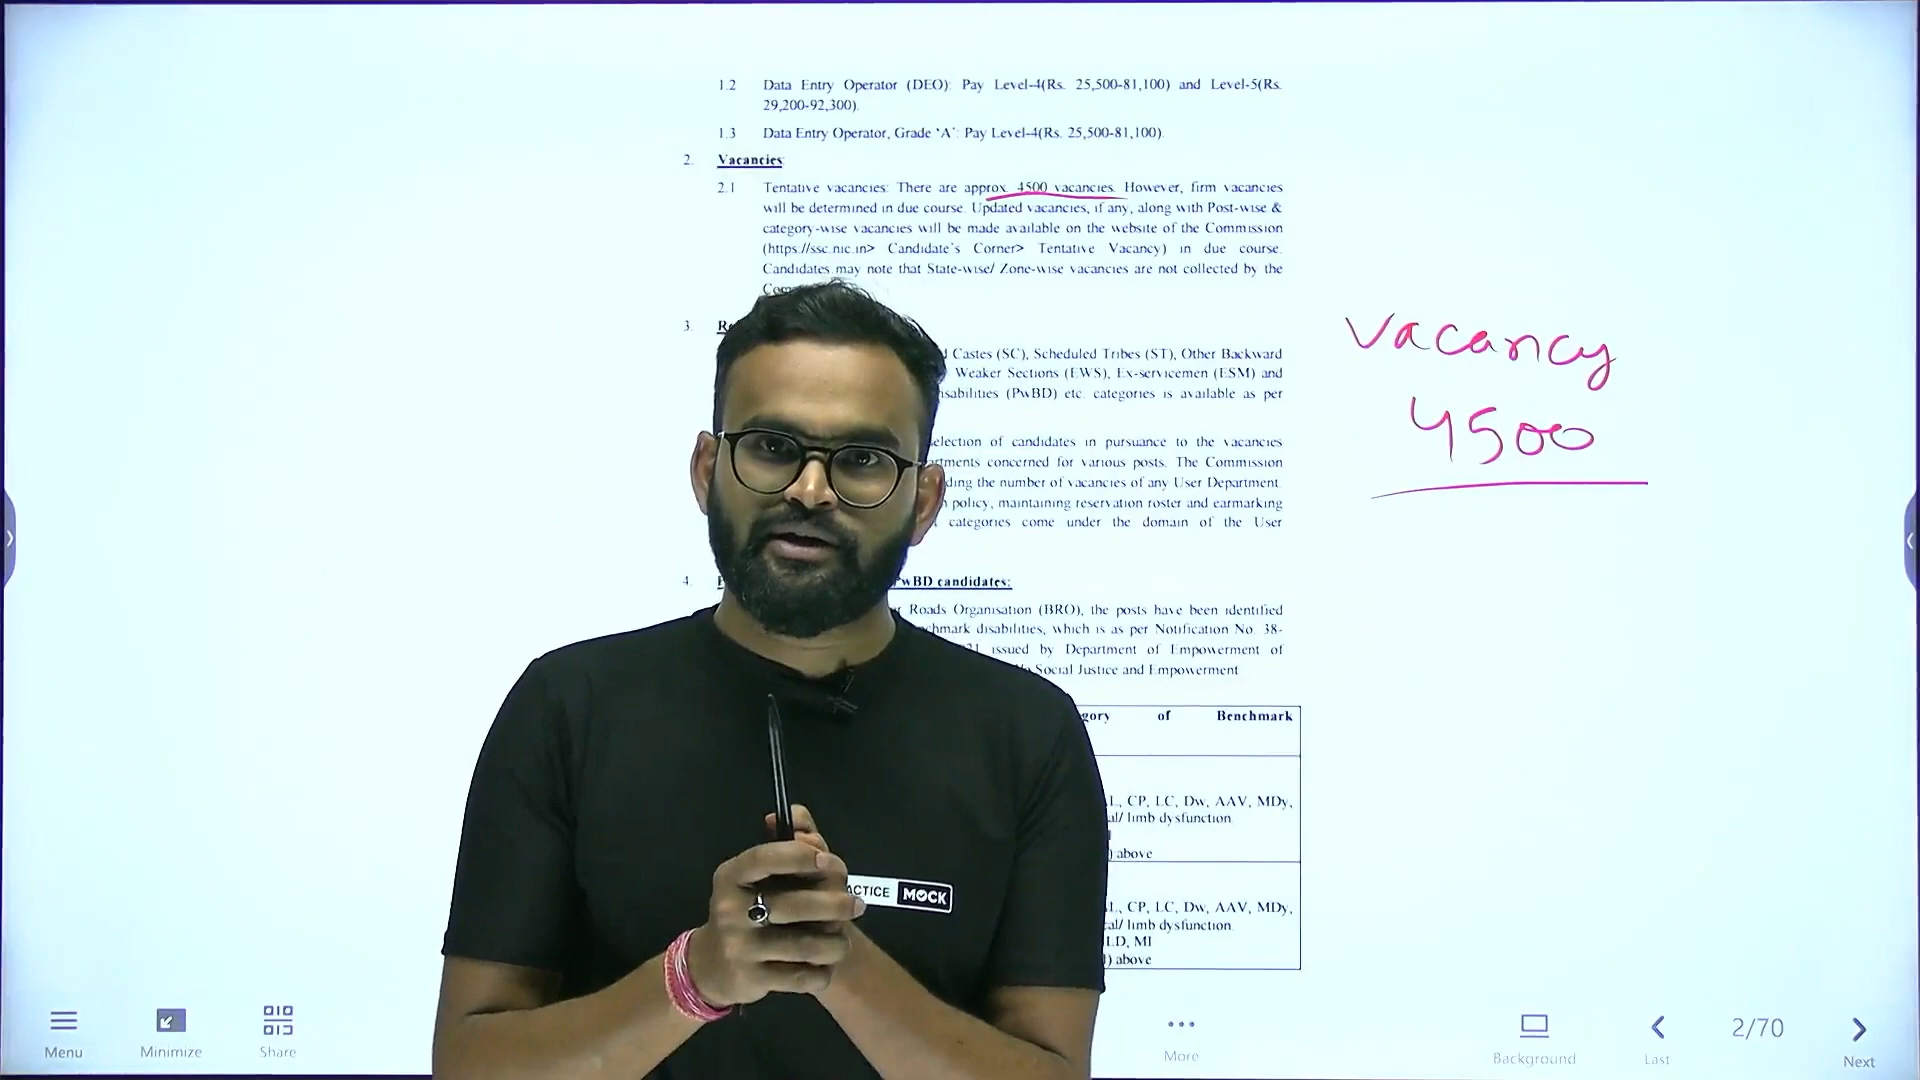 1.2 Data Entry Operator (DEO): Pay Level-4(Rs. 25,500-81,100) and Level-5(Rs.
29,200-92,300).
1.3 Data Entry Operator, Grade ‘A’: Pay Level-4(Rs. 25,500-81,100).
2. Vacancies
2.1 Tentative vacancies: There are approx. 4500 vacancies. However, firm vacancies
will be determined in due course. Updated vacancies, if any, along with Post-wise &
category-wise vacancies will be made available on the website of the Commission
(https://ssc.nic.in> Candidate’s Corner> Tentative Vacancy) in due course.
Candidates may note that State-wise/ Zone-wise vacancies are not collected by the
3.
Castes (SC), Scheduled Tribes (ST), Other Backward
Weaker Sections (EWS), Ex-servicemen (ESM) and
isabilities (PwBD) etc. categories is available as per
election of candidates in pursuance to the vacancies
artments concerned for various posts. The Commission
ding the number of vacancies of any User Department.
policy, maintaining reservation roster and earmarking
categories come under the domain of the User
4. PwBD candidates:
Roads Organisation (BRO), the posts have been identified
chmark disabilities, which is as per Notification No. 38-
issued by Department of Empowerment of
Social Justice and Empowerment
gory of Benchmark
CP, LC, Dw, AAV, MDy,
al/ limb dysfunction.
) above
CP, LC, Dw, AAV, MDy,
cal/ limb dysfunction.
LD, MI
) above
vacancy
4500
ACTICE MOCK
Menu
Minimize
Share
More
Background
Last
2/70
Next